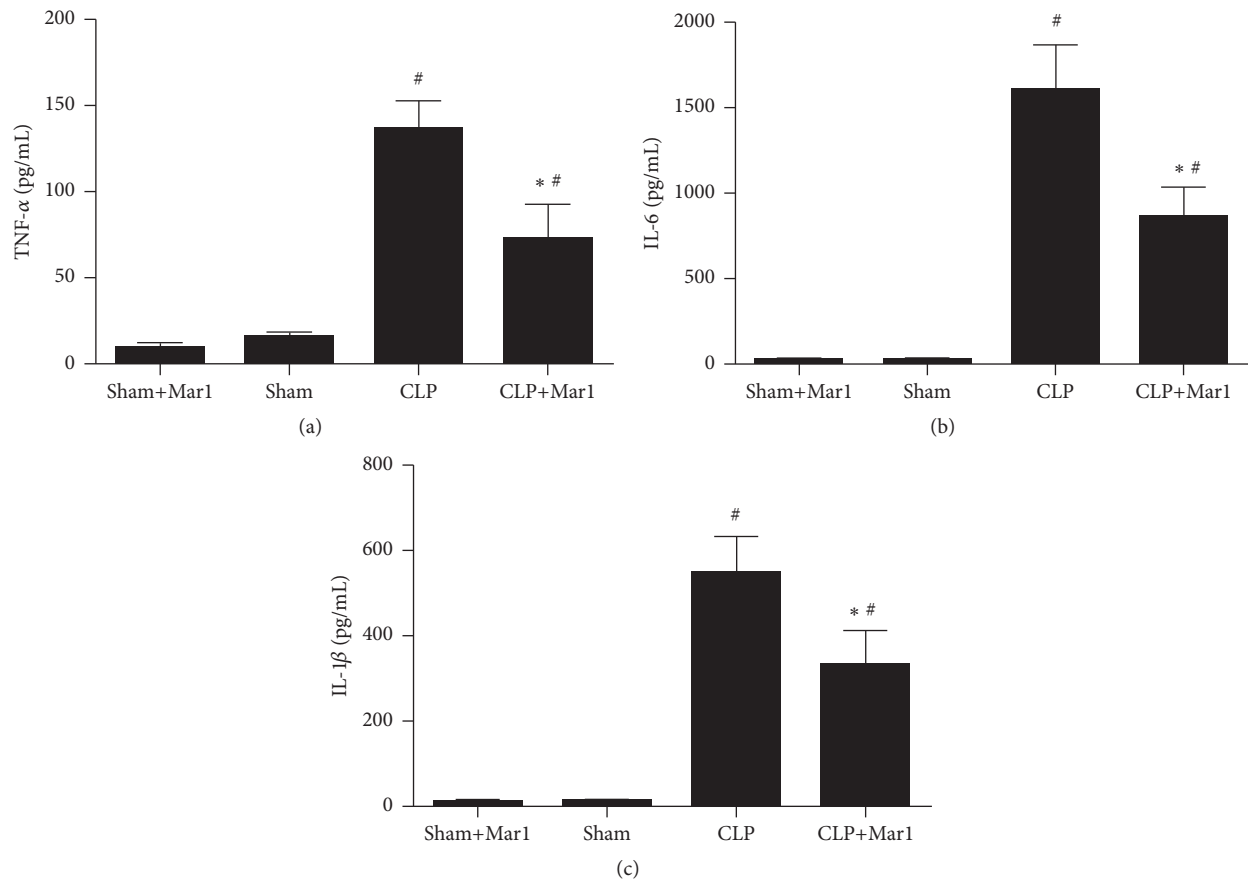 200
150
100
50
0
TNF-α (pg/mL)
#
* #
Sham+Mar1 Sham CLP CLP+Mar1
(a)
2000
1500
1000
500
0
IL-6 (pg/mL)
#
* #
Sham+Mar1 Sham CLP CLP+Mar1
(b)
800
600
400
200
0
IL-1β (pg/mL)
#
* #
Sham+Mar1 Sham CLP CLP+Mar1
(c)